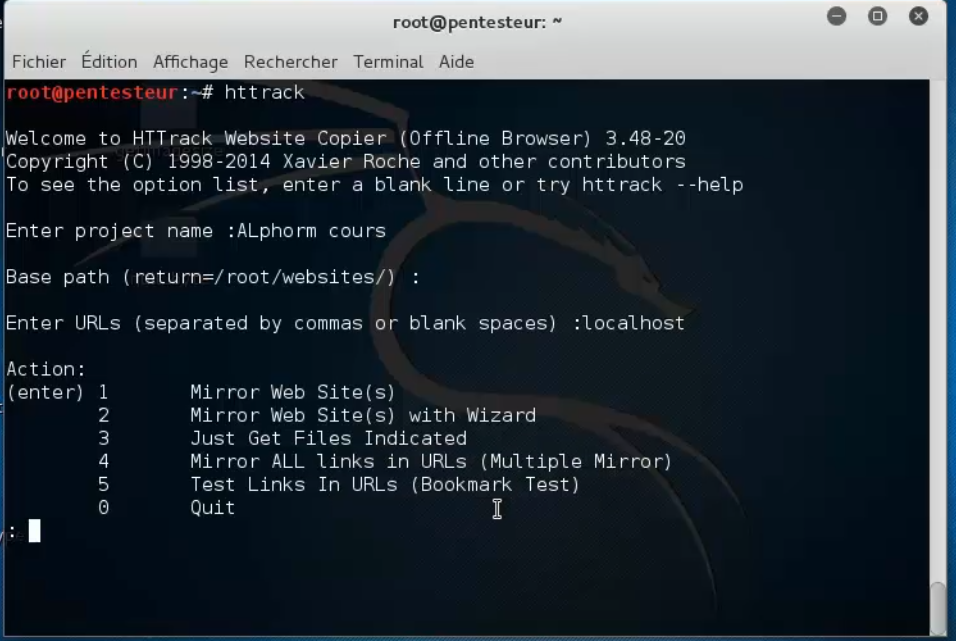 root@pentesteur: ~
Fichier Édition Affichage Rechercher Terminal Aide
root@pentesteur:~# httrack
Welcome to HTTrack Website Copier (Offline Browser) 3.48-20
Copyright (C) 1998-2014 Xavier Roche and other contributors
To see the option list, enter a blank line or try httrack --help
Enter project name :ALphorm cours
Base path (return=/root/websites/) :
Enter URLs (separated by commas or blank spaces) :localhost
Action:
(enter) 1 Mirror Web Site(s)
2 Mirror Web Site(s) with Wizard
3 Just Get Files Indicated
4 Mirror ALL links in URLs (Multiple Mirror)
5 Test Links In URLs (Bookmark Test)
0 Quit
: